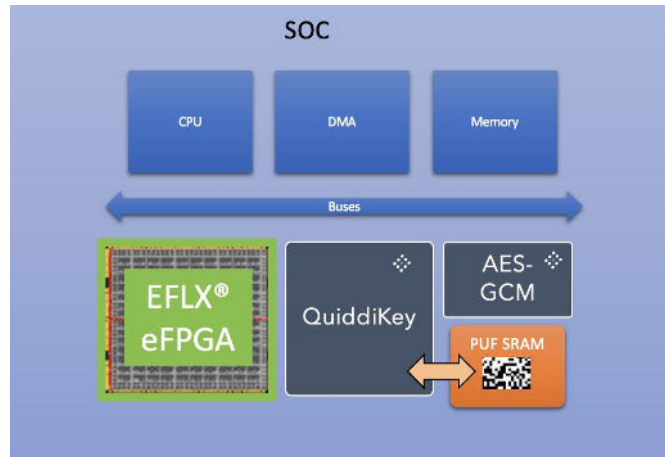 SOC
CPU
DMA
Memory
Buses
EFLX®
eFPGA
QuiddiKey
AES-
GCM
PUF SRAM